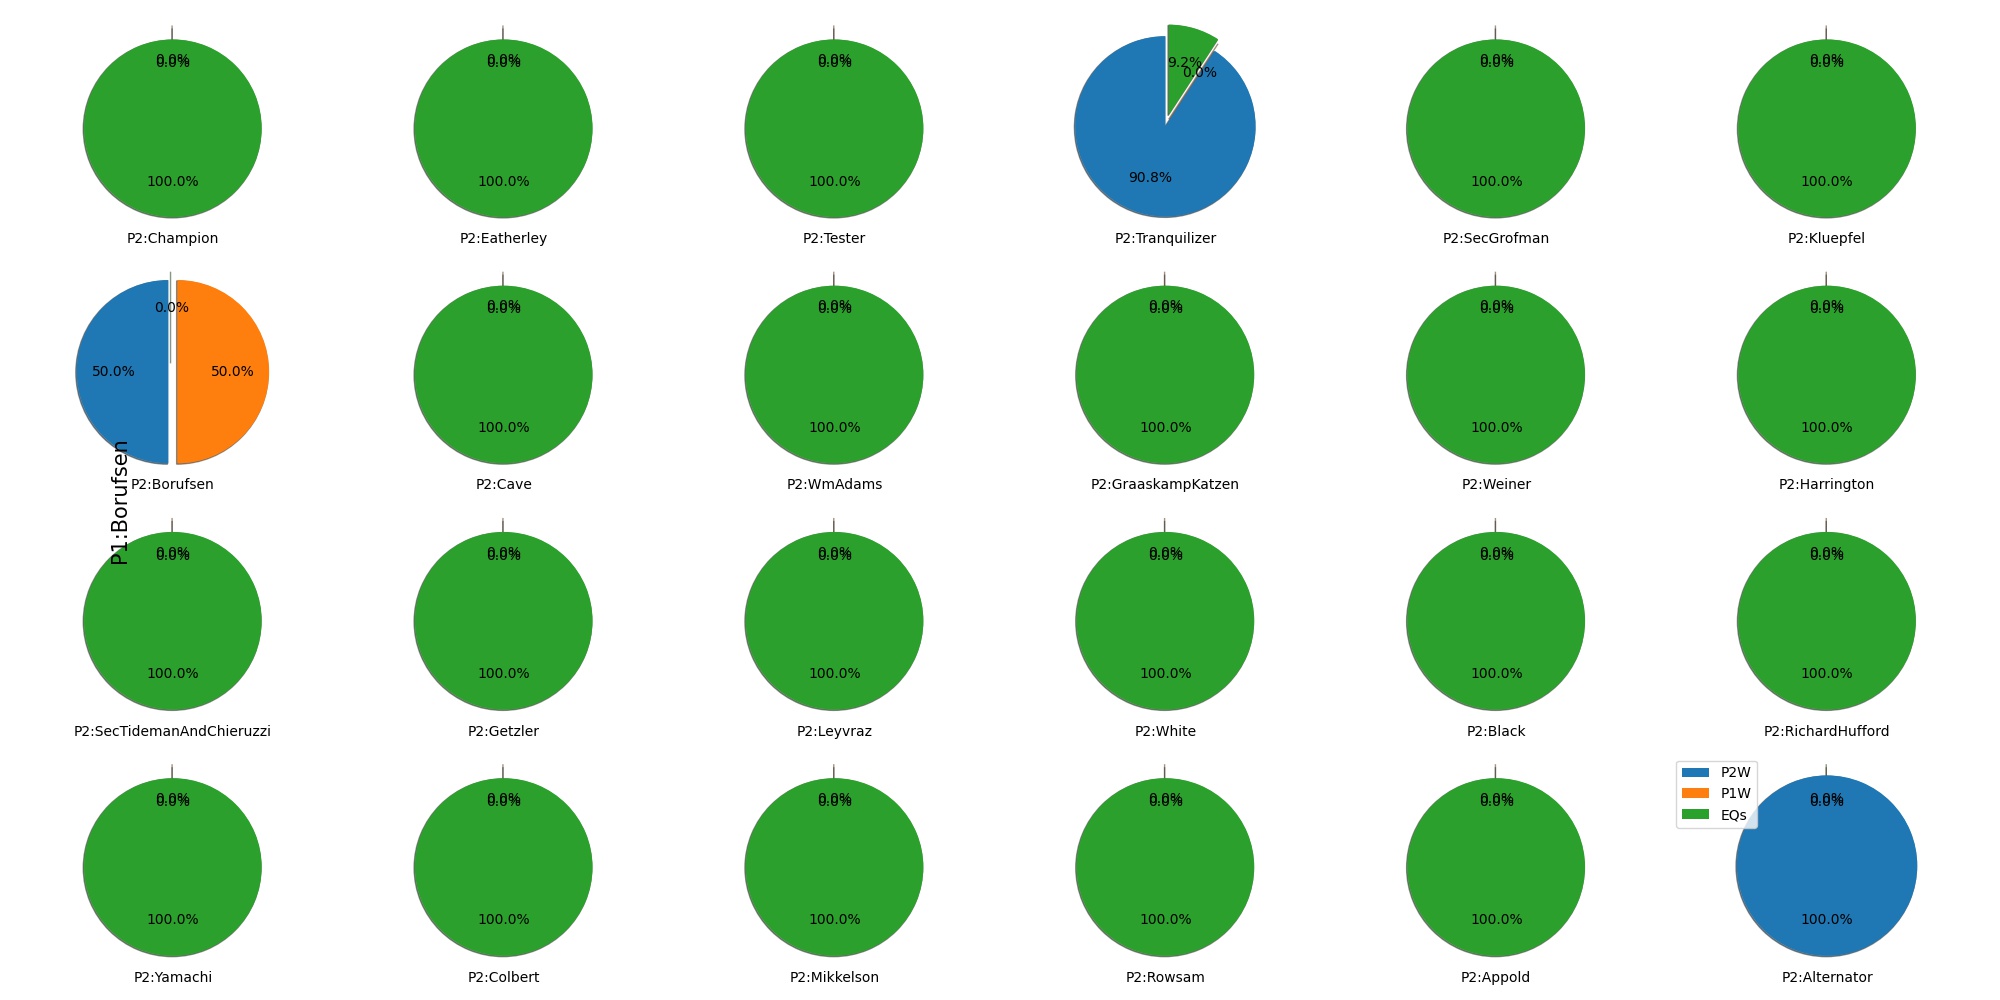 0.0%
0.0%
100.0%
P2:Champion
0.0%
0.0%
100.0%
P2:Eatherley
0.0%
0.0%
100.0%
P2:Tester
9.2%
0.0%
90.8%
P2:Tranquilizer
0.0%
0.0%
100.0%
P2:SecGrofman
0.0%
0.0%
100.0%
P2:Kluepfel
0.0%
50.0%
50.0%
P2:Borufsen
0.0%
0.0%
100.0%
P2:Cave
0.0%
0.0%
100.0%
P2:WmAdams
0.0%
0.0%
100.0%
P2:GraaskampKatzen
0.0%
0.0%
100.0%
P2:Weiner
0.0%
0.0%
100.0%
P2:Harrington
P1:Borufsen
0.0%
0.0%
100.0%
P2:SecTidemanAndChieruzzi
0.0%
0.0%
100.0%
P2:Getzler
0.0%
0.0%
100.0%
P2:Leyvraz
0.0%
0.0%
100.0%
P2:White
0.0%
0.0%
100.0%
P2:Black
0.0%
0.0%
100.0%
P2:RichardHufford
0.0%
0.0%
100.0%
P2:Yamachi
0.0%
0.0%
100.0%
P2:Colbert
0.0%
0.0%
100.0%
P2:Mikkelson
0.0%
0.0%
100.0%
P2:Rowsam
0.0%
0.0%
100.0%
P2:Appold
P2W
P1W
EQs
0.0%
0.0%
100.0%
P2:Alternator